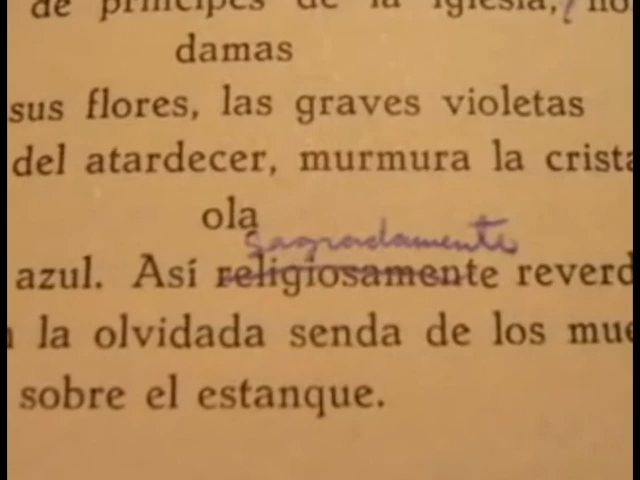 de príncipes de la iglesia,
damas
sus flores, las graves violetas
del atardecer, murmura la crista
ola
sagradamente
azul. Así religiosamente reverd
la olvidada senda de los mue
sobre el estanque.